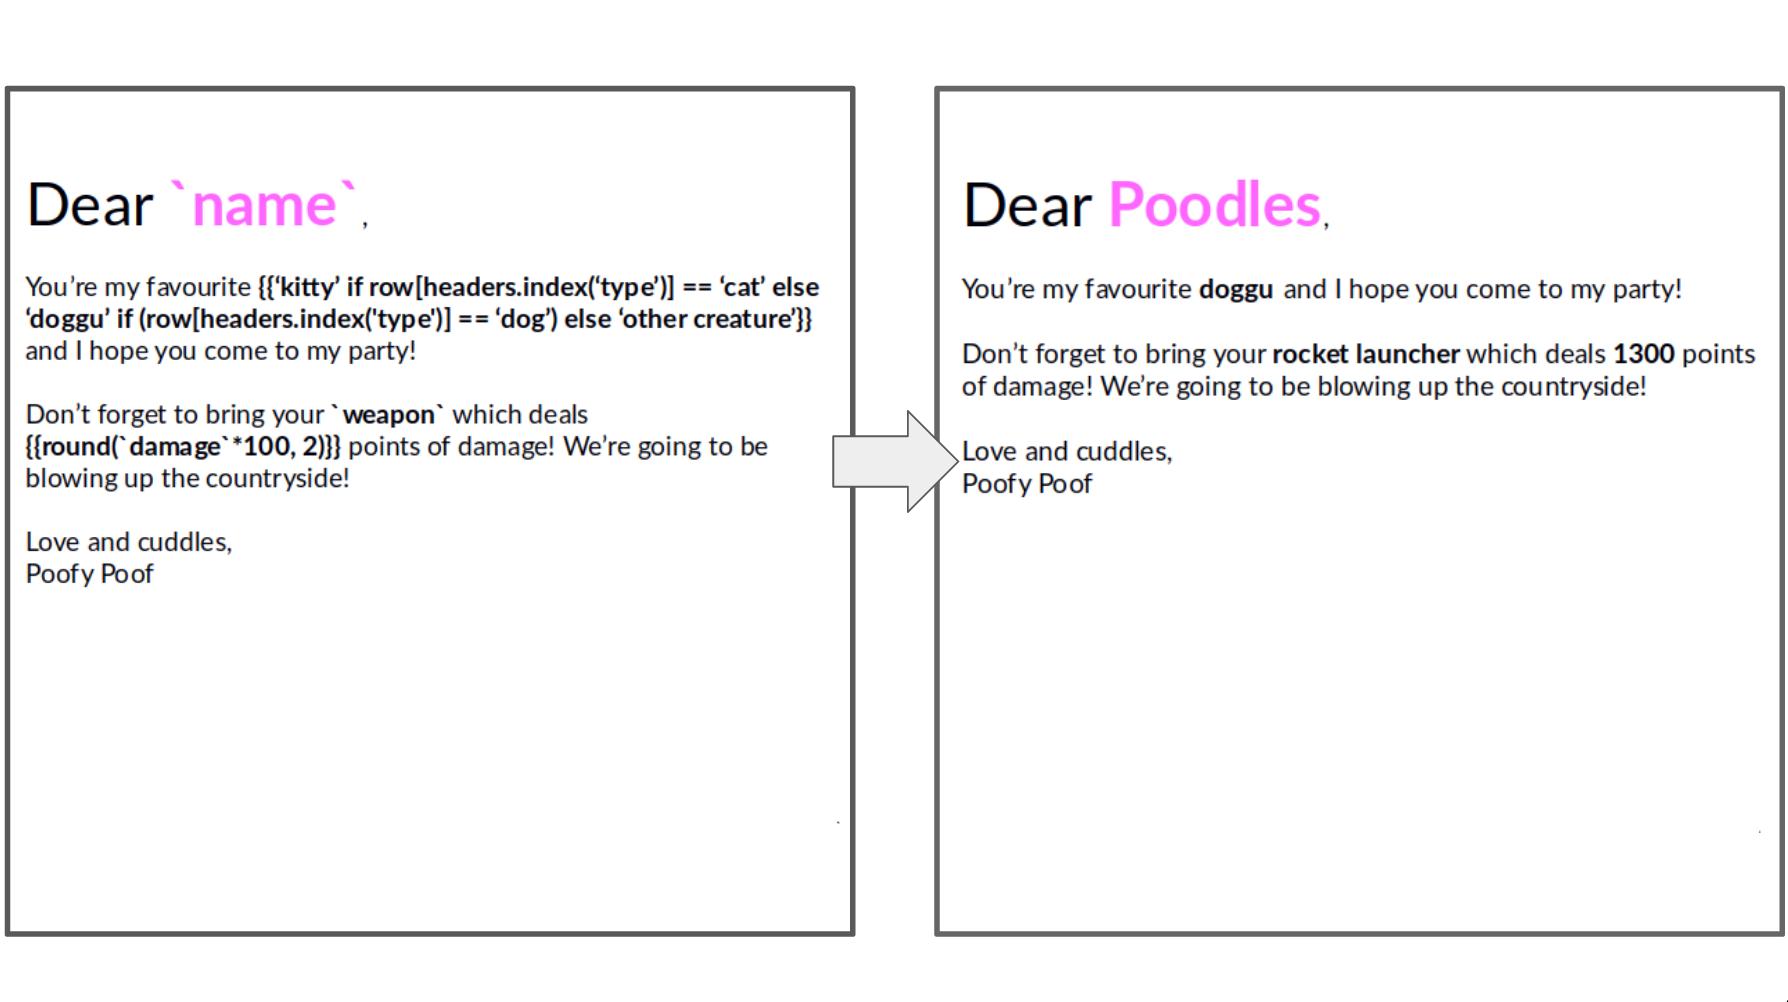 Dear `name`,
You’re my favourite {{‘kitty’ if row[headers.index(‘type’)] == ‘cat’ else
‘doggu’ if (row[headers.index('type')] == ‘dog’) else ‘other creature’}}
and I hope you come to my party!
Don’t forget to bring your `weapon` which deals
{{round(`damage`*100, 2)}} points of damage! We’re going to be
blowing up the countryside!
Love and cuddles,
Poofy Poof
Dear Poodles,
You’re my favourite doggu and I hope you come to my party!
Don’t forget to bring your rocket launcher which deals 1300 points
of damage! We’re going to be blowing up the countryside!
Love and cuddles,
Poofy Poof